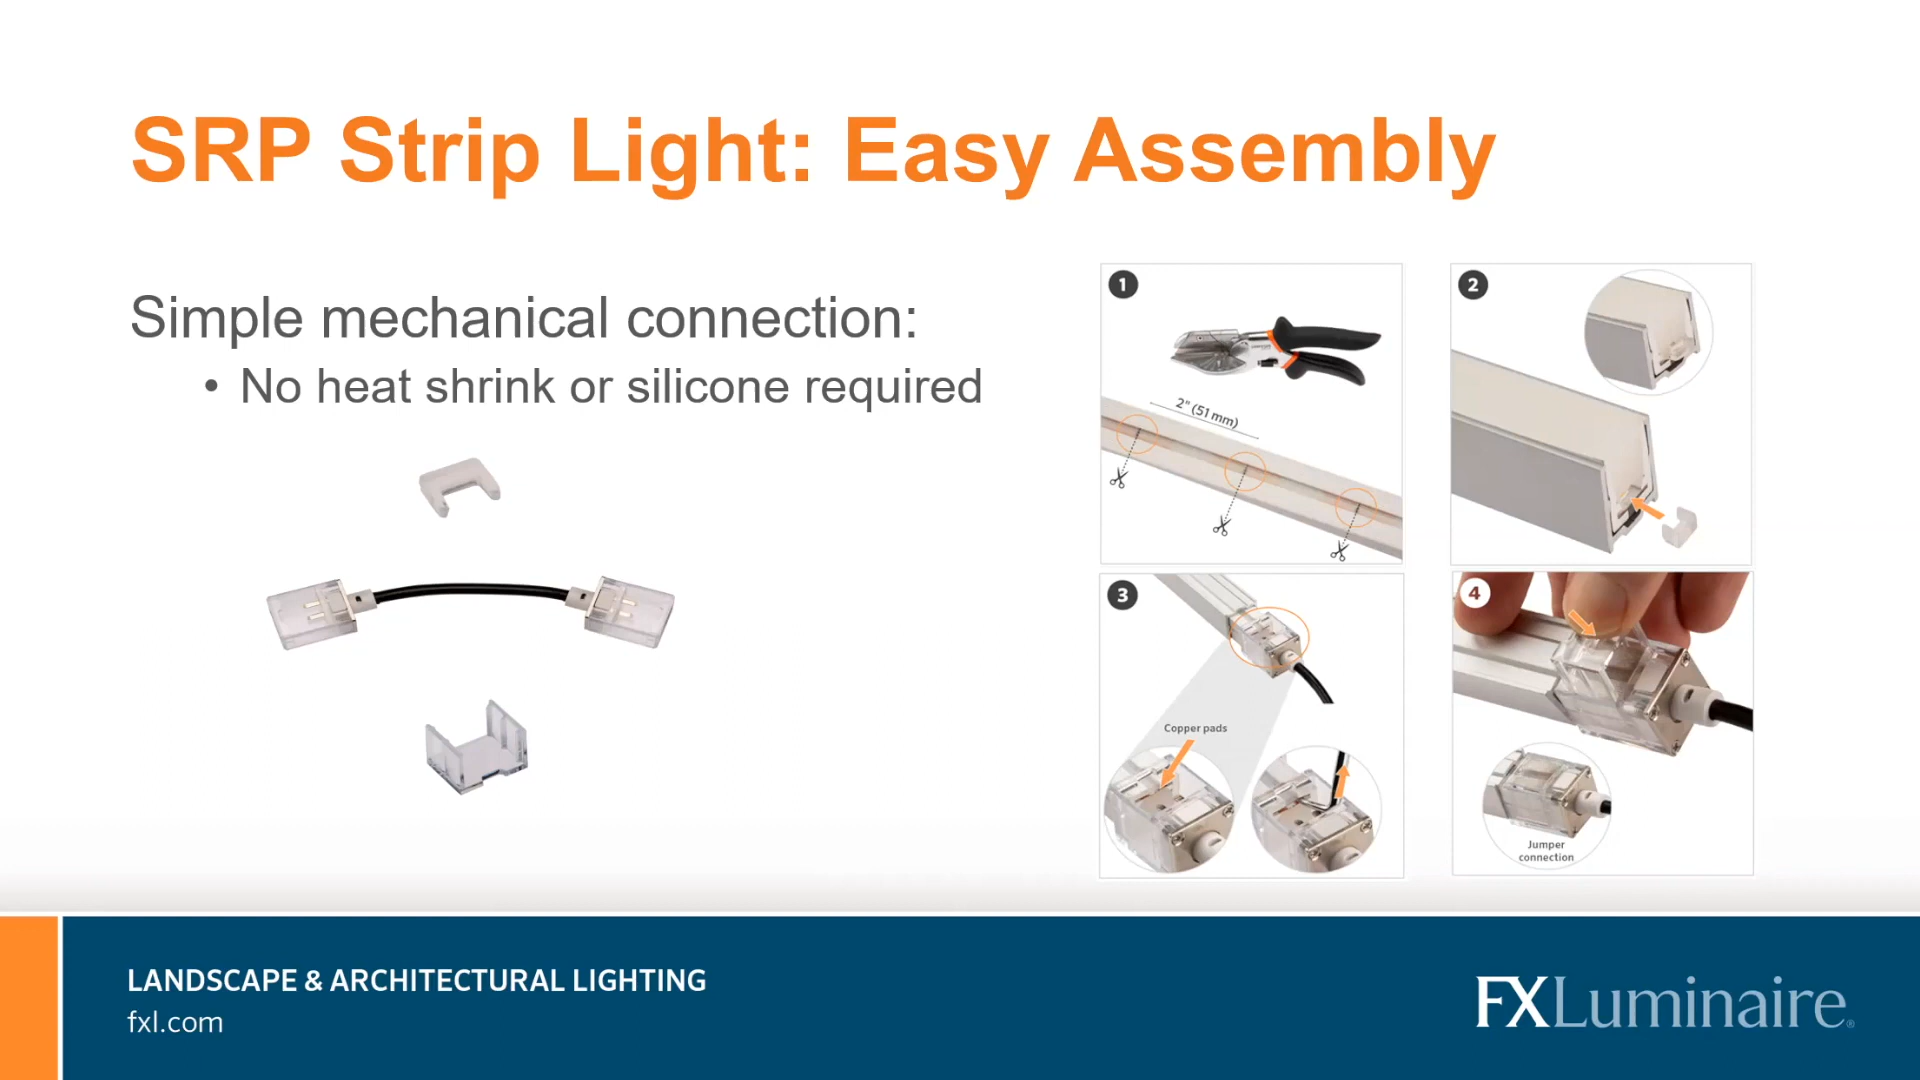 SRP Strip Light: Easy Assembly
Simple mechanical connection:
• No heat shrink or silicone required
1
2" (51 mm)
2
3
Copper pads
4
Jumper
connection
LANDSCAPE & ARCHITECTURAL LIGHTING
fxl.com
FXLuminaire®